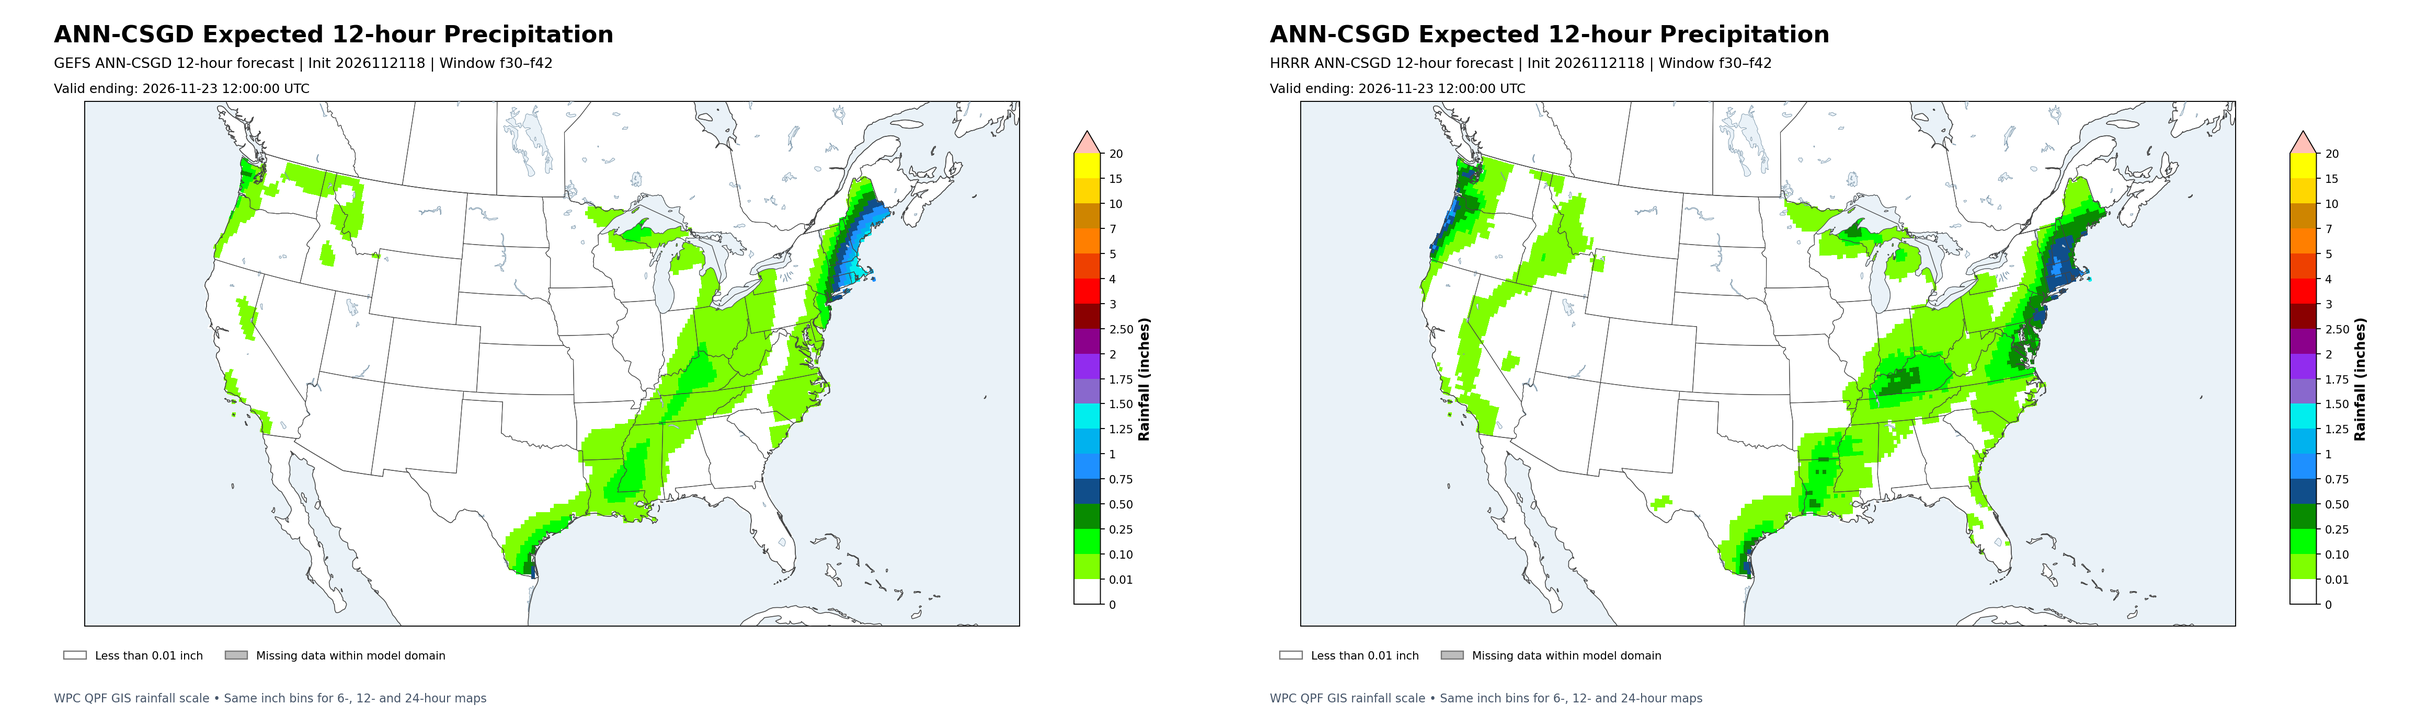 ANN-CSGD Expected 12-hour Precipitation
GEFS ANN-CSGD 12-hour forecast | Init 2026112118 | Window f30–f42
Valid ending: 2026-11-23 12:00:00 UTC
20
15
10
7
5
4
3
2.50
2
1.75
1.50
1.25
1
0.75
0.50
0.25
0.10
0.01
0
Rainfall (inches)
Less than 0.01 inch
Missing data within model domain
WPC QPF GIS rainfall scale • Same inch bins for 6-, 12- and 24-hour maps
ANN-CSGD Expected 12-hour Precipitation
HRRR ANN-CSGD 12-hour forecast | Init 2026112118 | Window f30–f42
Valid ending: 2026-11-23 12:00:00 UTC
20
15
10
7
5
4
3
2.50
2
1.75
1.50
1.25
1
0.75
0.50
0.25
0.10
0.01
0
Rainfall (inches)
Less than 0.01 inch
Missing data within model domain
WPC QPF GIS rainfall scale • Same inch bins for 6-, 12- and 24-hour maps